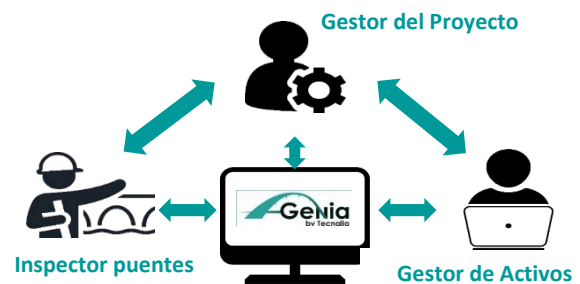 Gestor del Proyecto
GeNia
by Tecnalia
Inspector puentes
Gestor de Activos